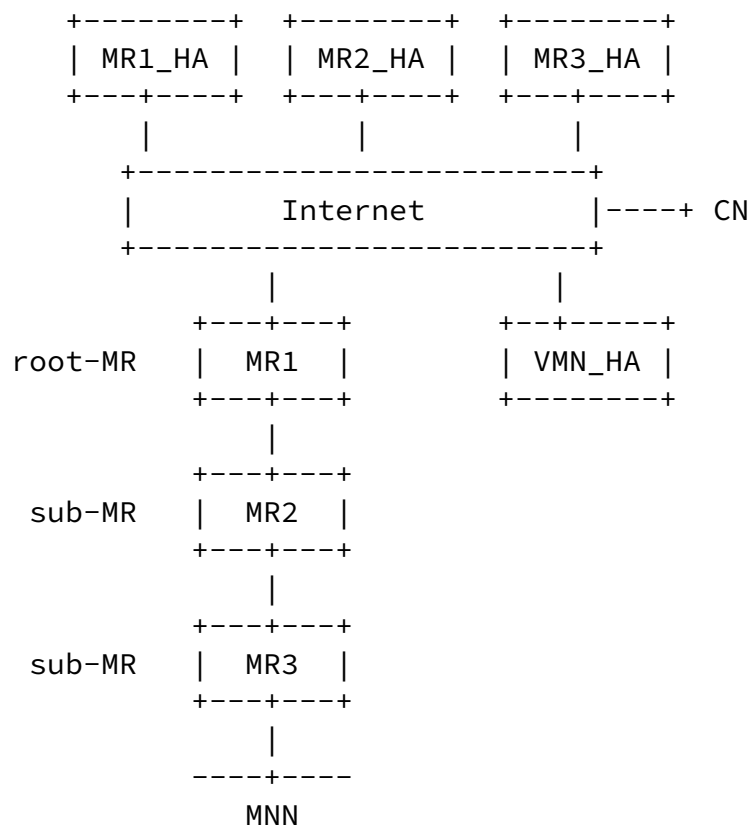 MR1_HA MR2_HA MR3_HA
Internet CN
root-MR MR1 VMN_HA
sub-MR MR2
sub-MR MR3
MNN